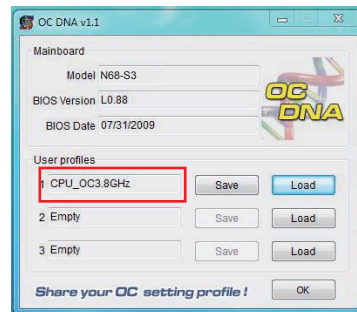 OC DNA v1.1
Mainboard
Model N68-S3
BIOS Version L0.88
BIOS Date 07/31/2009
OC
DNA
User profiles
1 CPU_OC3.8GHz Save Load
2 Empty Save Load
3 Empty Save Load
Share your OC setting profile! OK